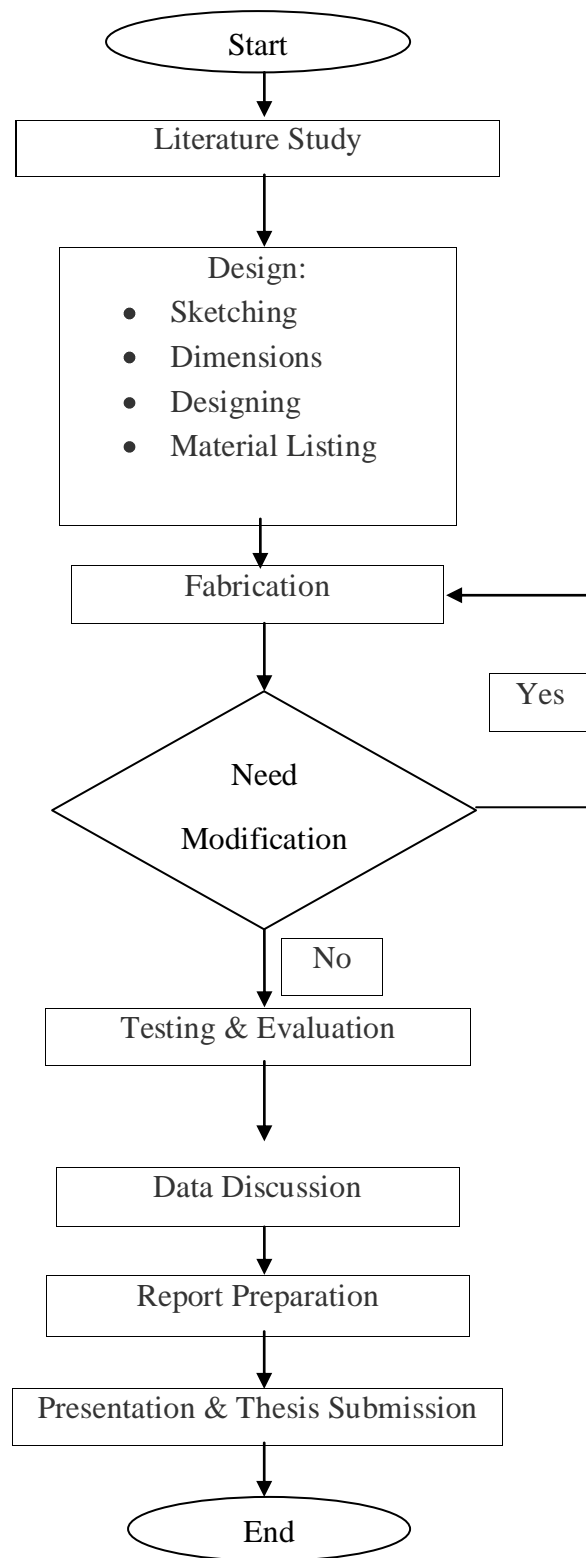 Start
Literature Study
Design:
• Sketching
• Dimensions
• Designing
• Material Listing
Fabrication
Yes
Need
Modification
No
Testing & Evaluation
Data Discussion
Report Preparation
Presentation & Thesis Submission
End